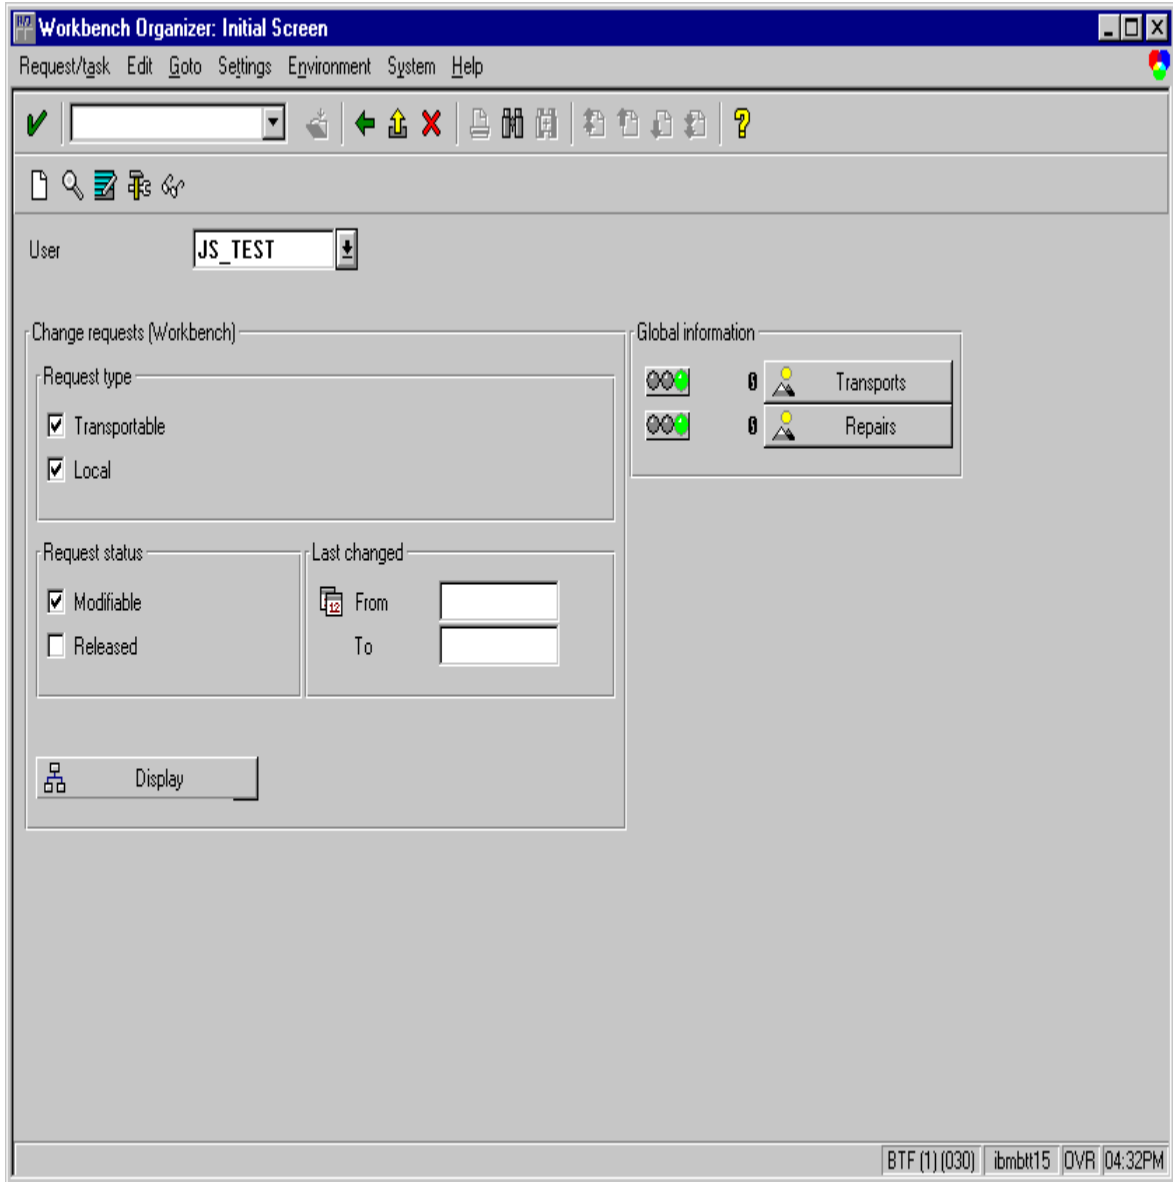 Workbench Organizer: Initial Screen
Request/task Edit Goto Settings Environment System Help
User JS_TEST
Change requests (Workbench)
Global information
Request type
0 Transports
Transportable
0 Repairs
Local
Request status
Last changed
Modifiable
12 From
Released
To
Display
BTF (1) (030) ibmbtt15 OVR 04:32PM